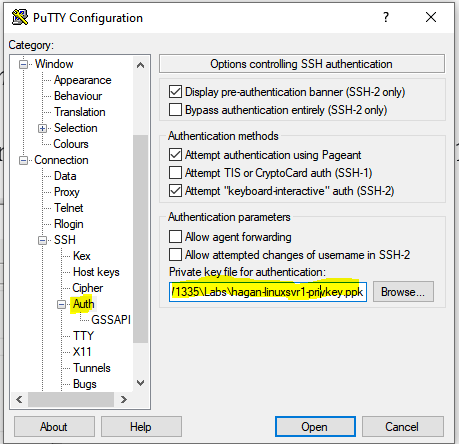 PuTTY Configuration
?
Category:
Window
Appearance
Behaviour
Translation
Selection
Colours
Connection
Data
Proxy
Telnet
Rlogin
SSH
Kex
Host keys
Cipher
Auth
GSSAPI
TTY
X11
Tunnels
Bugs
Options controlling SSH authentication
Display pre-authentication banner (SSH-2 only)
Bypass authentication entirely (SSH-2 only)
Authentication methods
Attempt authentication using Pageant
Attempt TIS or CryptoCard auth (SSH-1)
Attempt "keyboard-interactive" auth (SSH-2)
Authentication parameters
Allow agent forwarding
Allow attempted changes of username in SSH-2
Private key file for authentication:
1335\Labs\hagan-linuxsvr1-privkey.ppk
Browse...
About
Help
Open
Cancel